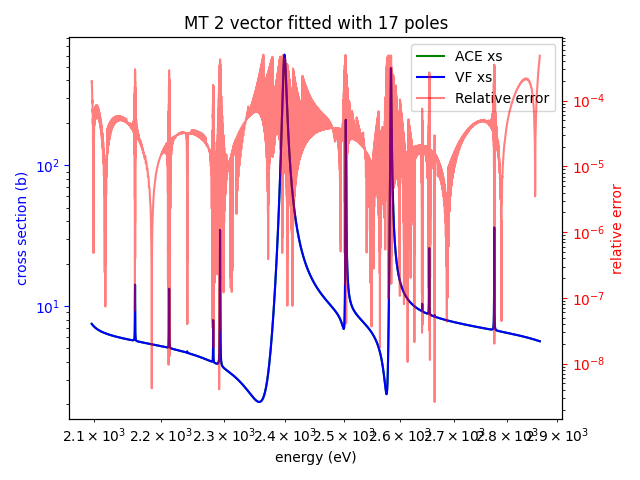 MT 2 vector fitted with 17 poles
ACE xs
VF xs
Relative error
10²
10¹
cross section (b)
10⁻⁴
10⁻⁵
10⁻⁶
10⁻⁷
10⁻⁸
relative error
2.1 × 10³ 2.2 × 10³ 2.3 × 10³ 2.4 × 10³ 2.5 × 10³ 2.6 × 10³ 2.7 × 10³ 2.8 × 10³ 2.9 × 10³
energy (eV)